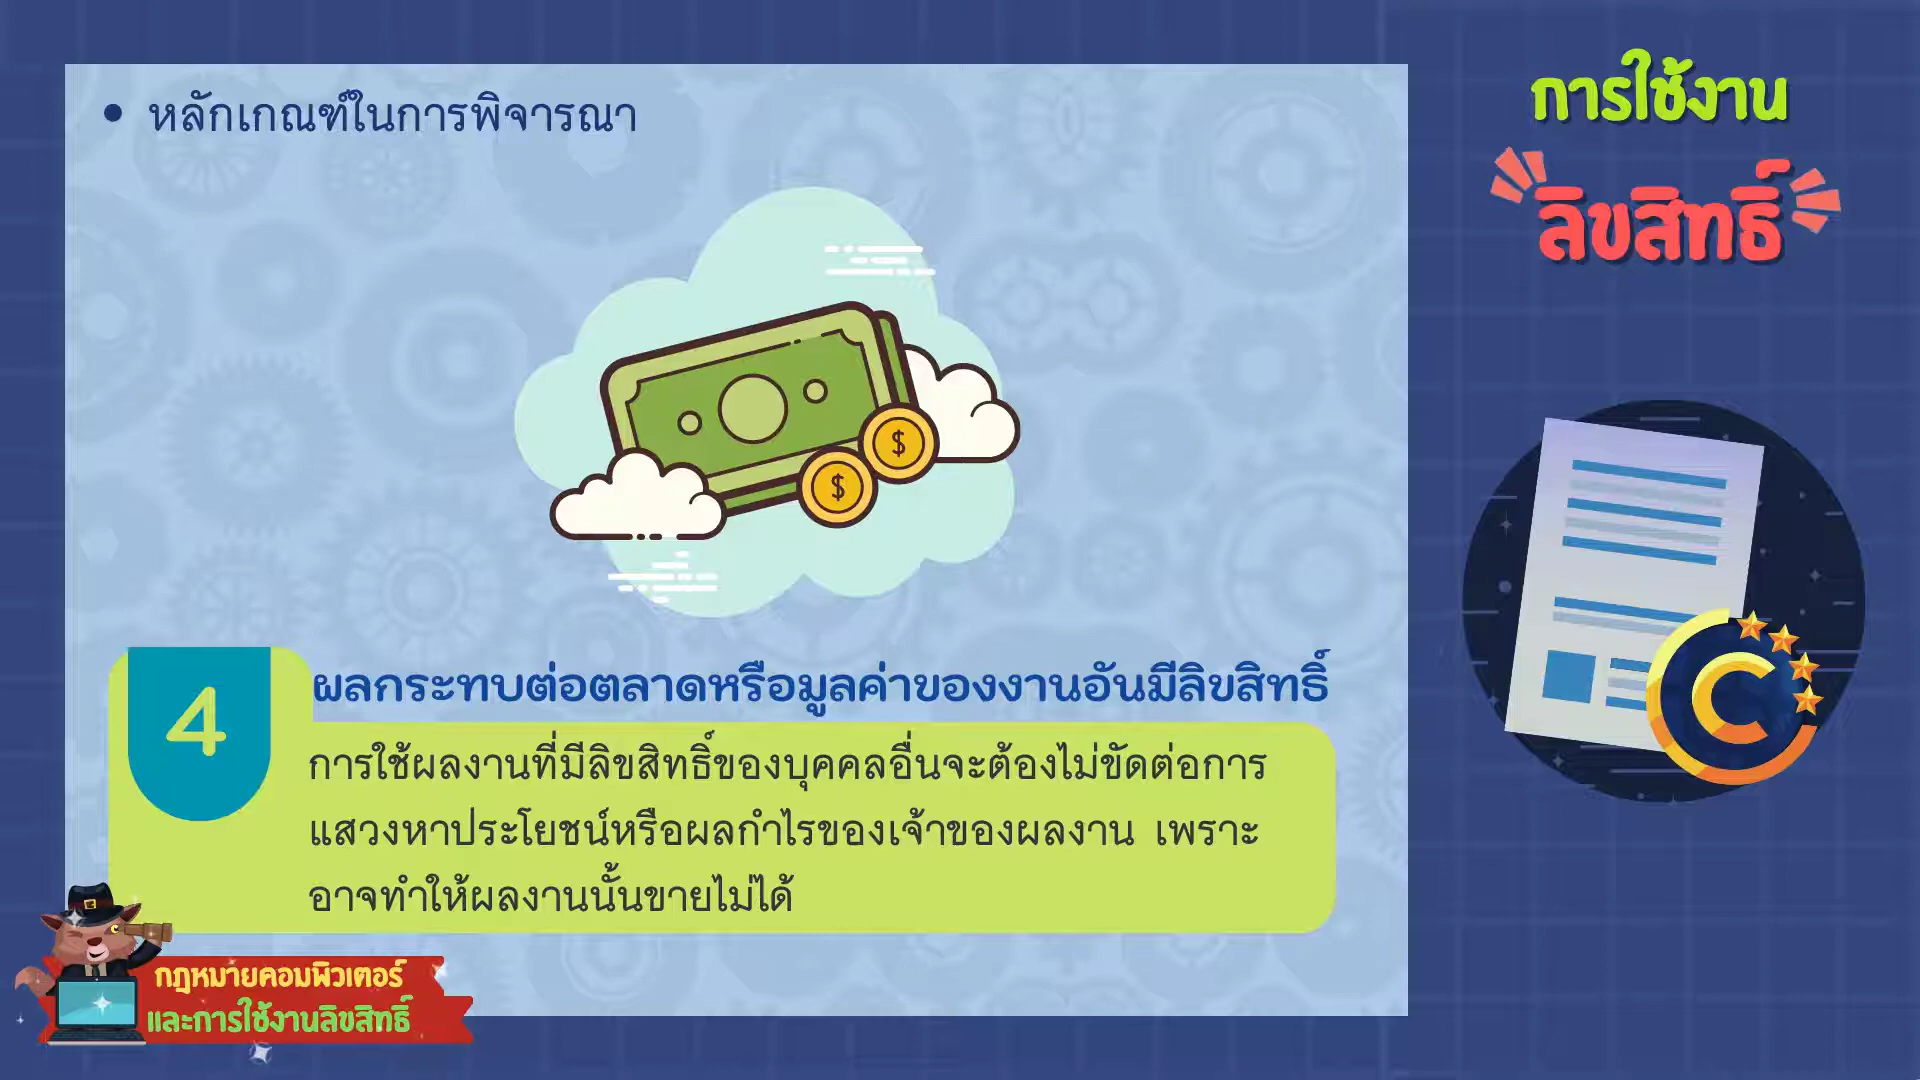 • หลักเกณฑ์ในการพิจารณา
การใช้งาน
ลิขสิทธิ์
4
ผลกระทบต่อตลาดหรือมูลค่าของงานอันมีลิขสิทธิ์
การใช้ผลงานที่มีลิขสิทธิ์ของบุคคลอื่นจะต้องไม่ขัดต่อการ
แสวงหาประโยชน์หรือผลกำไรของเจ้าของผลงาน เพราะ
อาจทำให้ผลงานนั้นขายไม่ได้
$
$
C
กฎหมายคอมพิวเตอร์
และการใช้งานลิขสิทธิ์